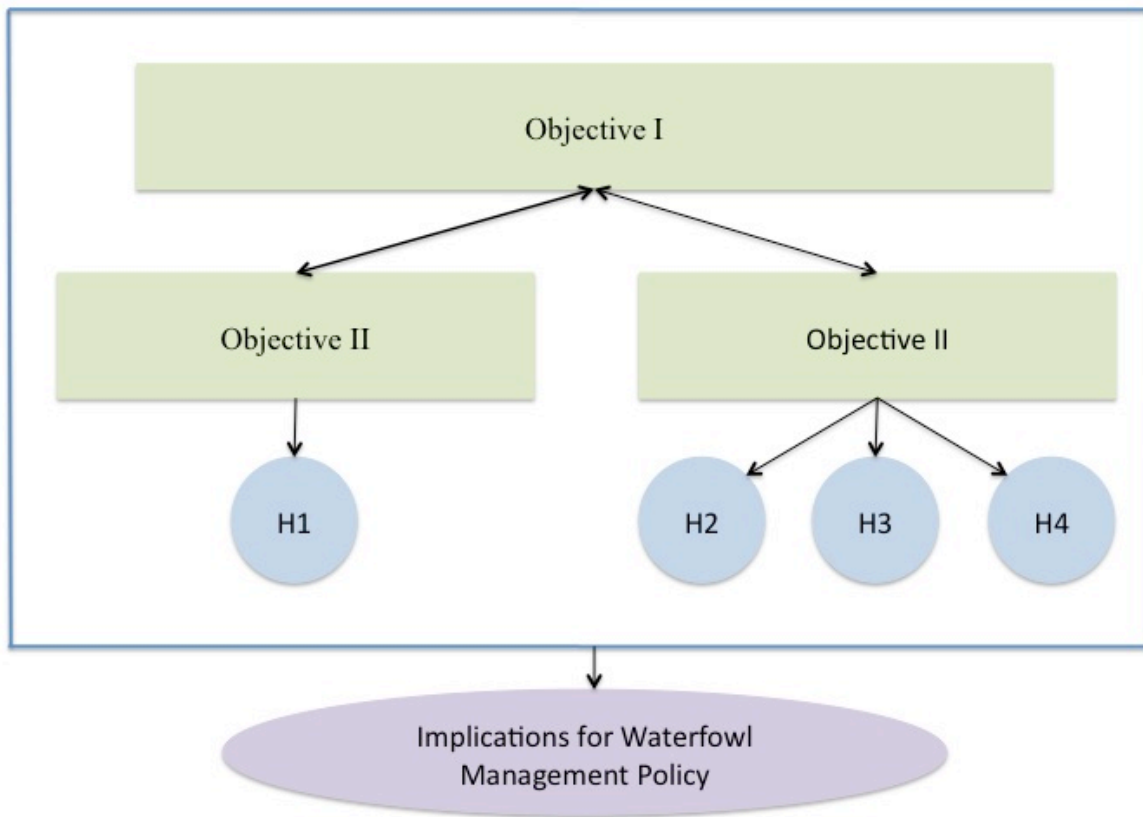 Objective I
Objective II
Objective II
H1
H2
H3
H4
Implications for Waterfowl
Management Policy